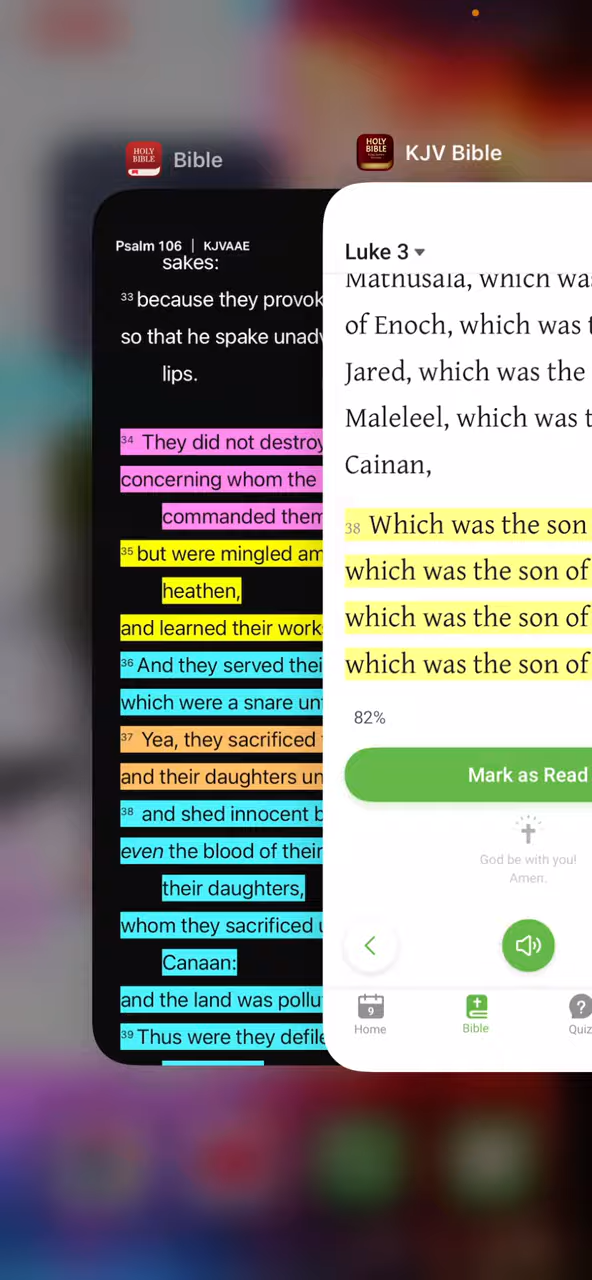 HOLY
BIBLE
Bible
Psalm 106 | KJVAAE
sakes:
33 because they provok
so that he spake unadv
lips.
34 They did not destroy
concerning whom the
commanded them
35 but were mingled am
heathen,
and learned their works
36 And they served thei
which were a snare un
37 Yea, they sacrificed
and their daughters un
38 and shed innocent b
even the blood of their
their daughters,
whom they sacrificed u
Canaan:
and the land was pollu
39 Thus were they defile
HOLY
BIBLE
KJV Bible
Luke 3
Mathusala, which was
of Enoch, which was t
Jared, which was the
Maleleel, which was t
Cainan,
38 Which was the son
which was the son of
which was the son of
which was the son of
82%
Mark as Read
God be with you!
Amen.
9
Home
Bible
?
Quiz